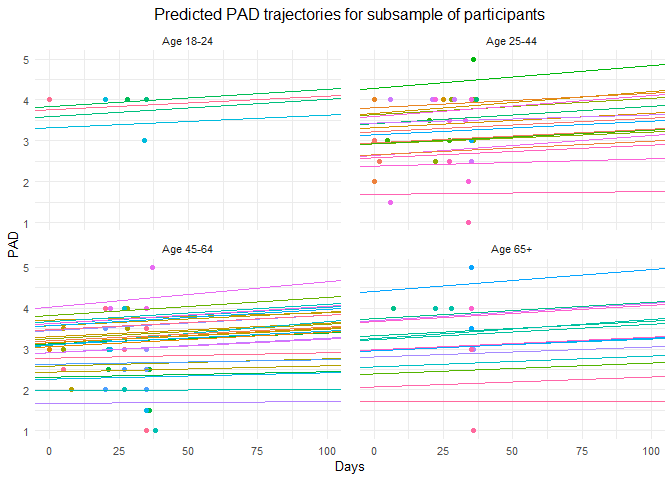 Predicted PAD trajectories for subsample of participants
Age 18-24
Age 25-44
5
4
3
2
1
Age 45-64
Age 65+
5
4
3
2
1
PAD
0 25 50 75 100
0 25 50 75 100
Days